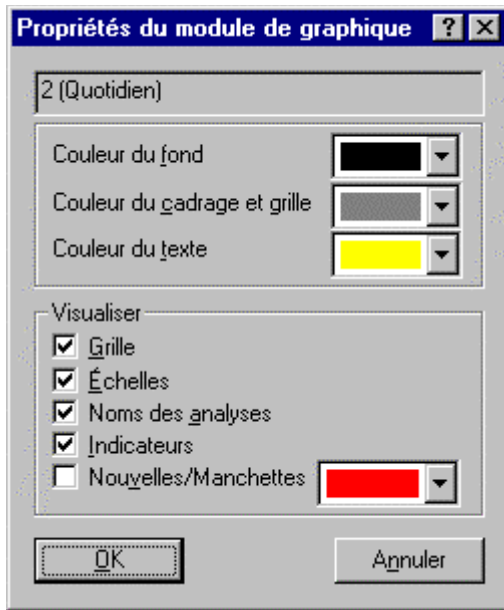 Propriétés du module de graphique
2 (Quotidien)
Couleur du fond
Couleur du cadrage et grille
Couleur du texte
Visualiser
Grille
Échelles
Noms des analyses
Indicateurs
Nouvelles/Manchettes
OK Annuler